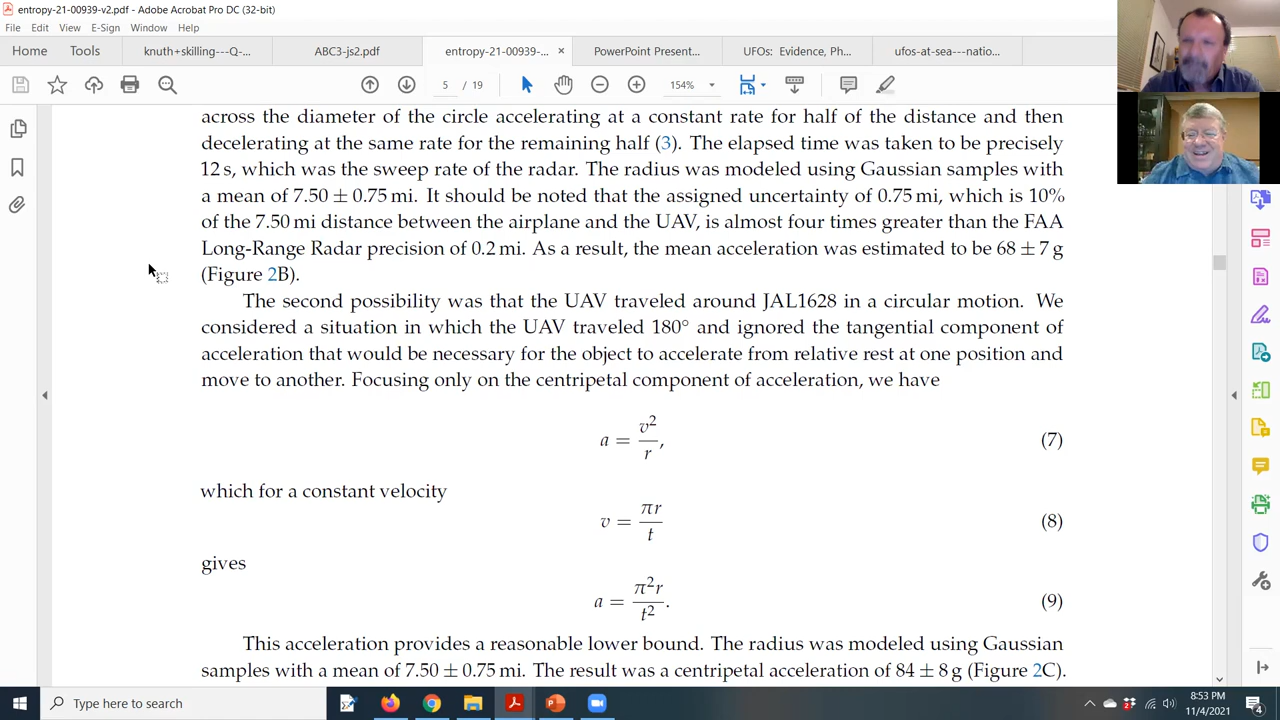 entropy-21-00939-v2.pdf - Adobe Acrobat Pro DC (32-bit)
File Edit View E-Sign Window Help
Home Tools knuth+skilling---Q-... ABC3-js2.pdf entropy-21-00939-... × PowerPoint Present... UFOs: Evidence, Ph... ufos-at-sea---natio...
5 / 19 154%
across the diameter of the circle accelerating at a constant rate for half of the distance and then
decelerating at the same rate for the remaining half (3). The elapsed time was taken to be precisely
12 s, which was the sweep rate of the radar. The radius was modeled using Gaussian samples with
a mean of 7.50 ± 0.75 mi. It should be noted that the assigned uncertainty of 0.75 mi, which is 10%
of the 7.50 mi distance between the airplane and the UAV, is almost four times greater than the FAA
Long-Range Radar precision of 0.2 mi. As a result, the mean acceleration was estimated to be 68 ± 7 g
(Figure 2B).
The second possibility was that the UAV traveled around JAL1628 in a circular motion. We
considered a situation in which the UAV traveled 180° and ignored the tangential component of
acceleration that would be necessary for the object to accelerate from relative rest at one position and
move to another. Focusing only on the centripetal component of acceleration, we have
a = v²/r, (7)
which for a constant velocity
v = πr/t (8)
gives
a = π²r/t². (9)
This acceleration provides a reasonable lower bound. The radius was modeled using Gaussian
samples with a mean of 7.50 ± 0.75 mi. The result was a centripetal acceleration of 84 ± 8 g (Figure 2C).
Type here to search
8:53 PM
11/4/2021
4